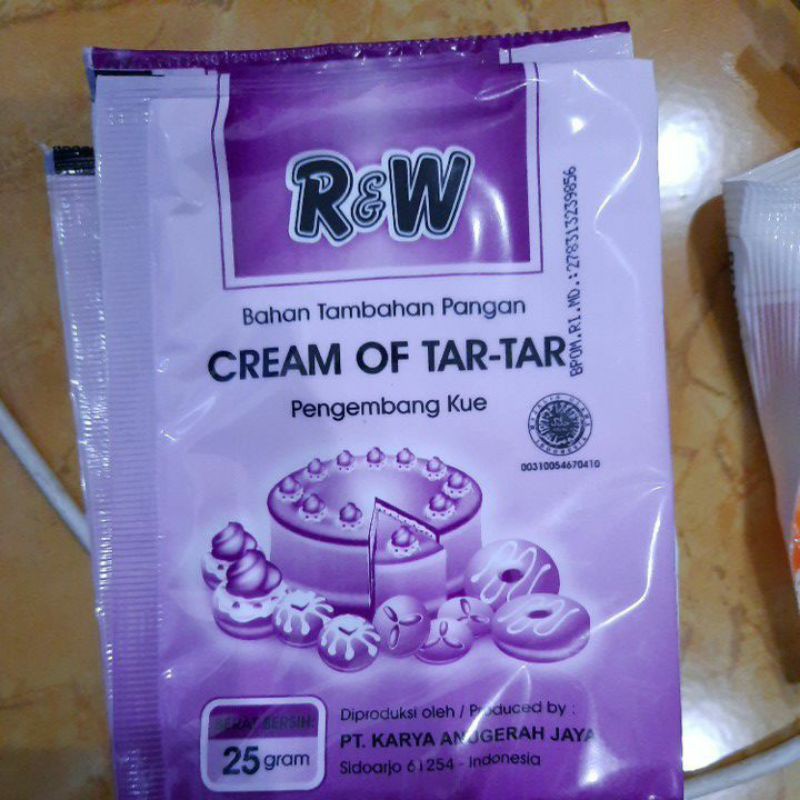 R&W
BPOM.RI.MD.:278313239856
Bahan Tambahan Pangan
CREAM OF TAR-TAR
Pengembang Kue
00310054670410
BERAT BERSIH:
25 gram
Diproduksi oleh / Produced by :
PT. KARYA ANUGERAH JAYA
Sidoarjo 61254 - Indonesia